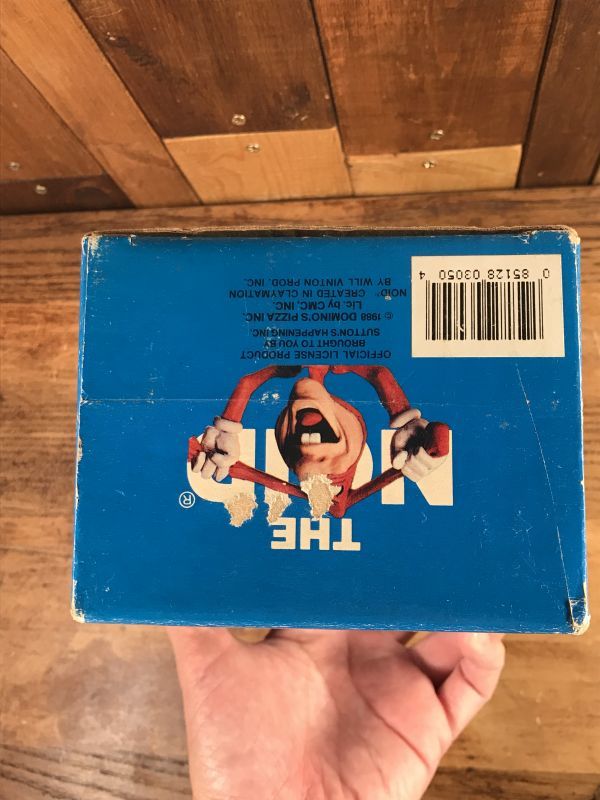 THE
NOID®
OFFICIAL LICENSE PRODUCT
BROUGHT TO YOU BY
SUTTON'S HAPPENING INC.
© 1988 DOMINO'S PIZZA INC.
Lic. by CMC, INC.
NOID® CREATED IN CLAYMATION
BY WILL VINTON PROD. INC.
0 85128 03050 4